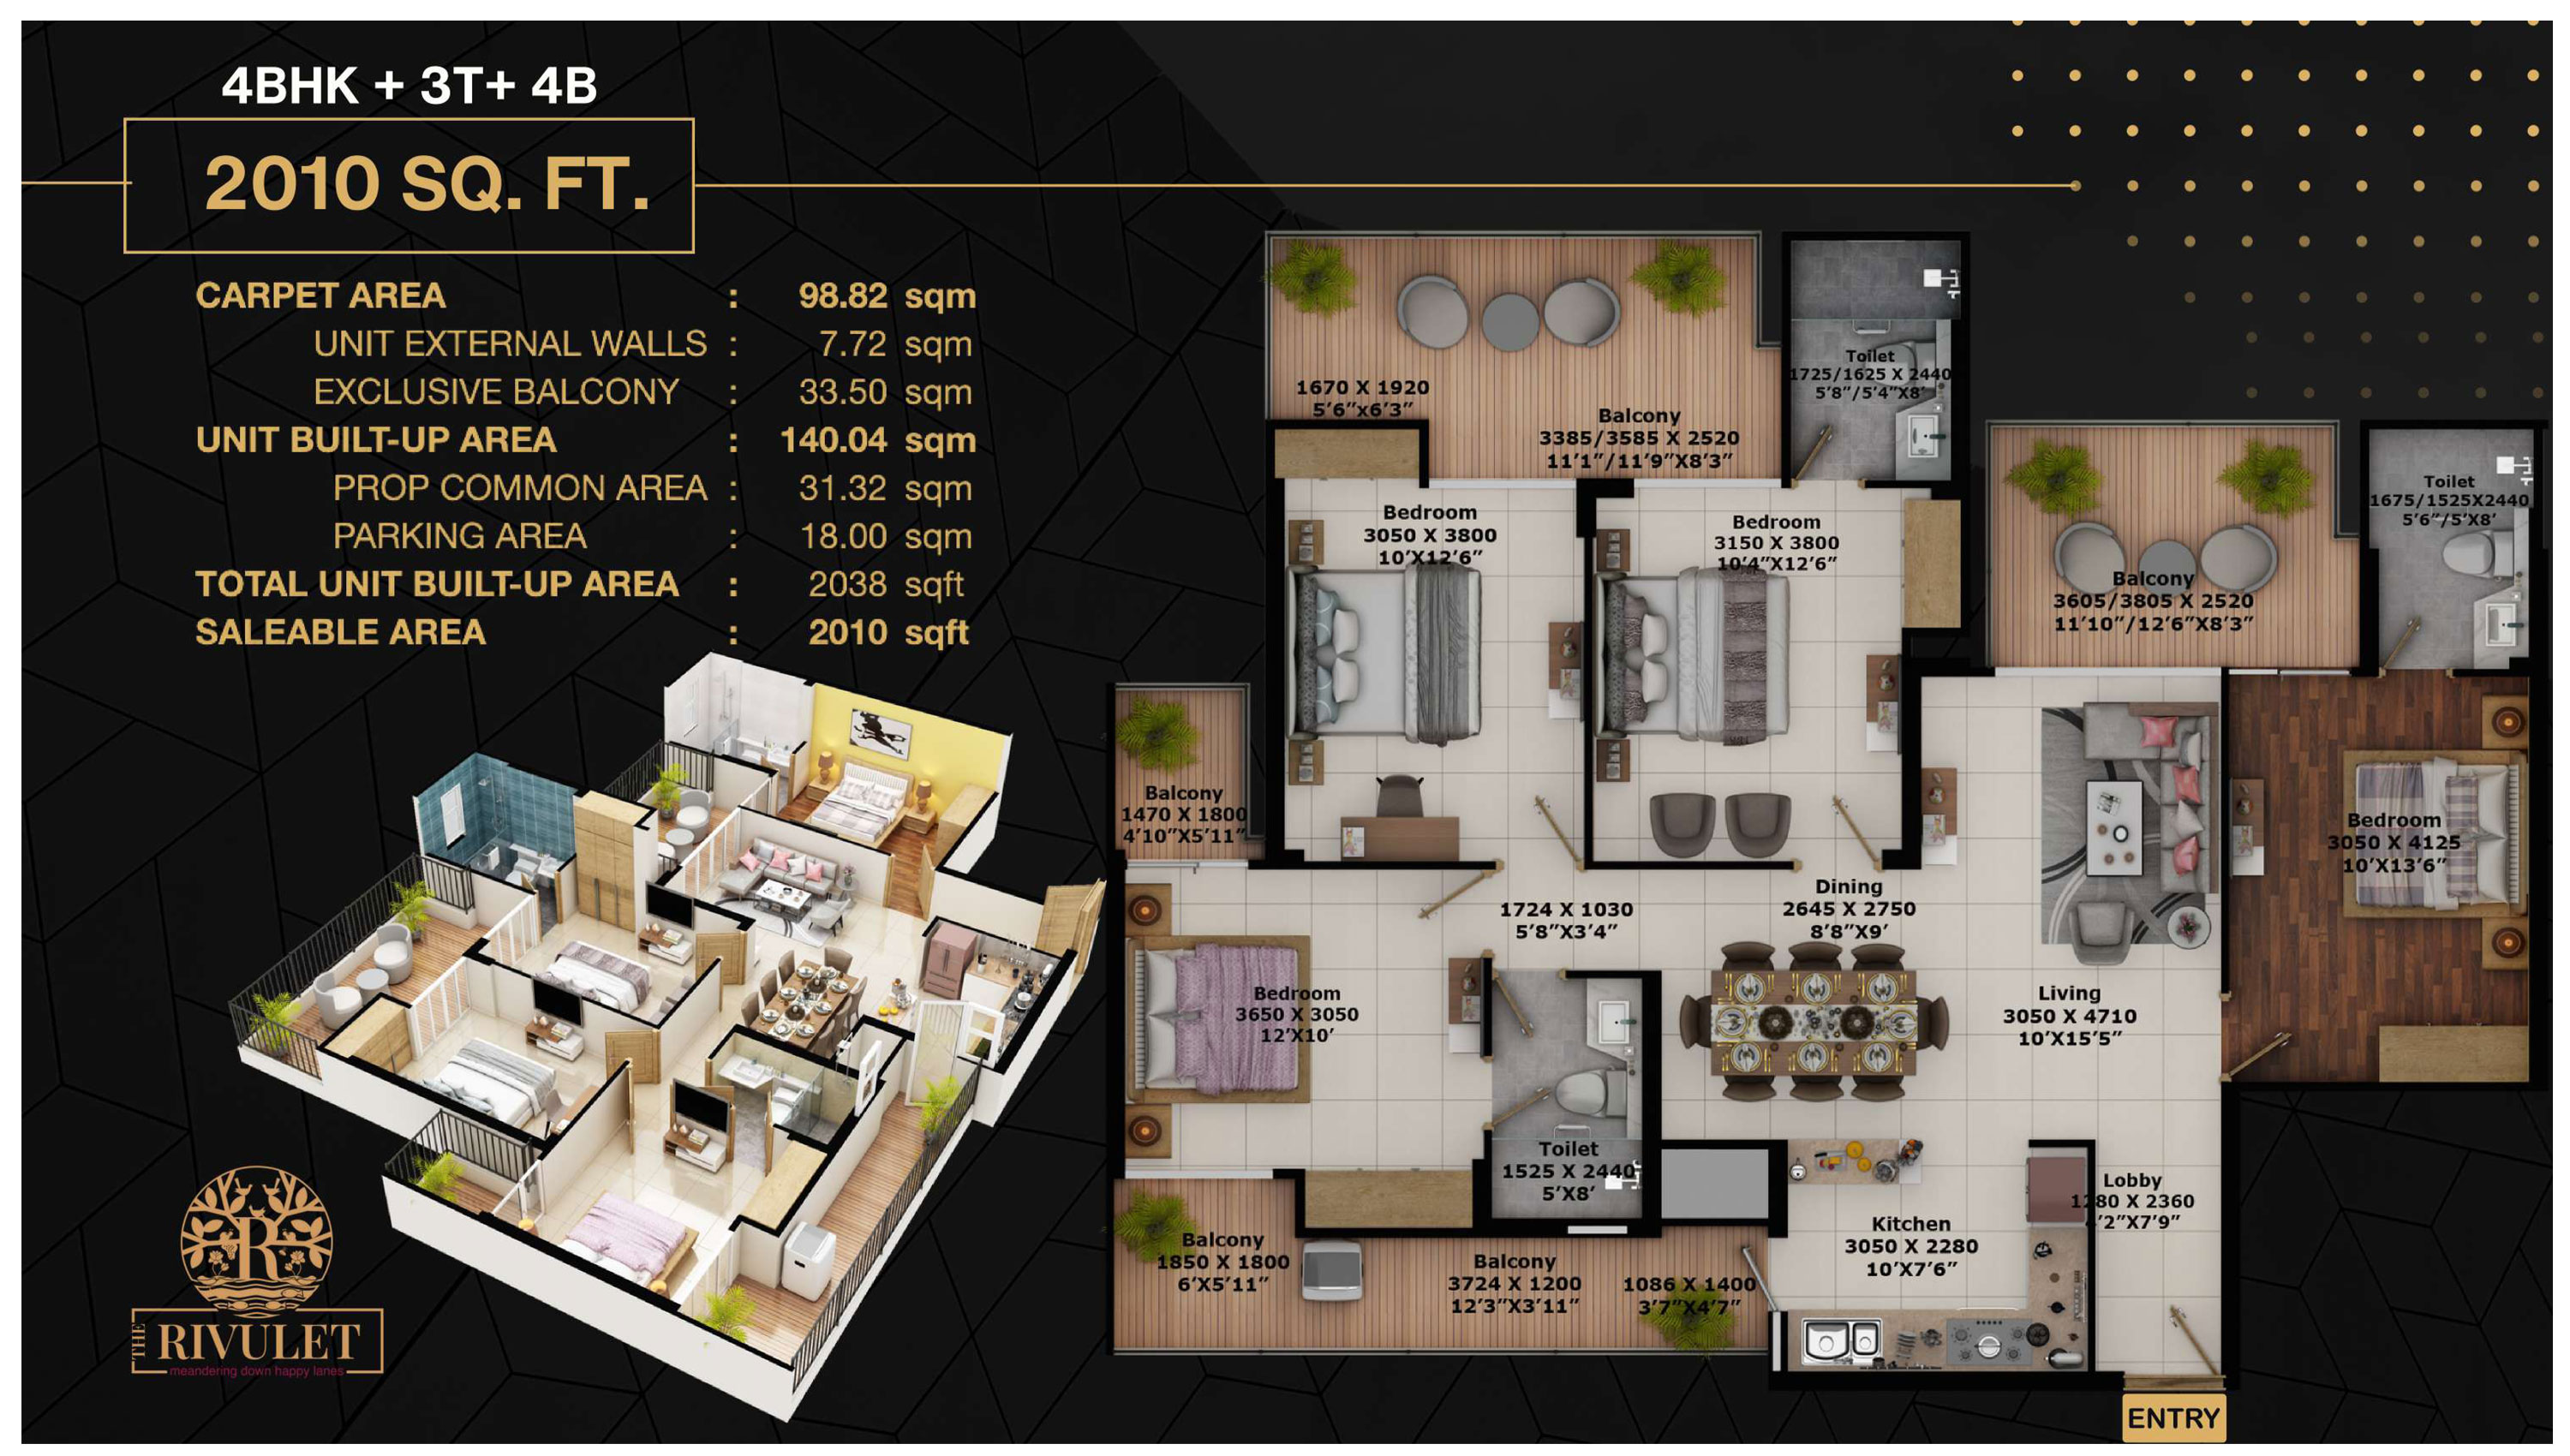 4BHK + 3T+ 4B
2010 SQ. FT.
CARPET AREA : 98.82 sqm
UNIT EXTERNAL WALLS : 7.72 sqm
EXCLUSIVE BALCONY : 33.50 sqm
UNIT BUILT-UP AREA : 140.04 sqm
PROP COMMON AREA : 31.32 sqm
PARKING AREA : 18.00 sqm
TOTAL UNIT BUILT-UP AREA : 2038 sqft
SALEABLE AREA : 2010 sqft
THE
R
RIVULET
meandering down happy lanes
1670 X 1920
5'6"x6'3"
Balcony
3385/3585 X 2520
11'1"/11'9"X8'3"
Toilet
1725/1625 X 2440
5'8"/5'4"X8'
Toilet
1675/1525X2440
5'6"/5'X8'
Bedroom
3050 X 3800
10'X12'6"
Bedroom
3150 X 3800
10'4"X12'6"
Balcony
3605/3805 X 2520
11'10"/12'6"X8'3"
Balcony
1470 X 1800
4'10"X5'11"
Bedroom
3050 X 4125
10'X13'6"
1724 X 1030
5'8"X3'4"
Dining
2645 X 2750
8'8"X9'
Bedroom
3650 X 3050
12'X10'
Living
3050 X 4710
10'X15'5"
Toilet
1525 X 2440
5'X8'
Lobby
1280 X 2360
4'2"X7'9"
Kitchen
3050 X 2280
10'X7'6"
Balcony
1850 X 1800
6'X5'11"
Balcony
3724 X 1200
12'3"X3'11"
1086 X 1400
3'7"X4'7"
ENTRY